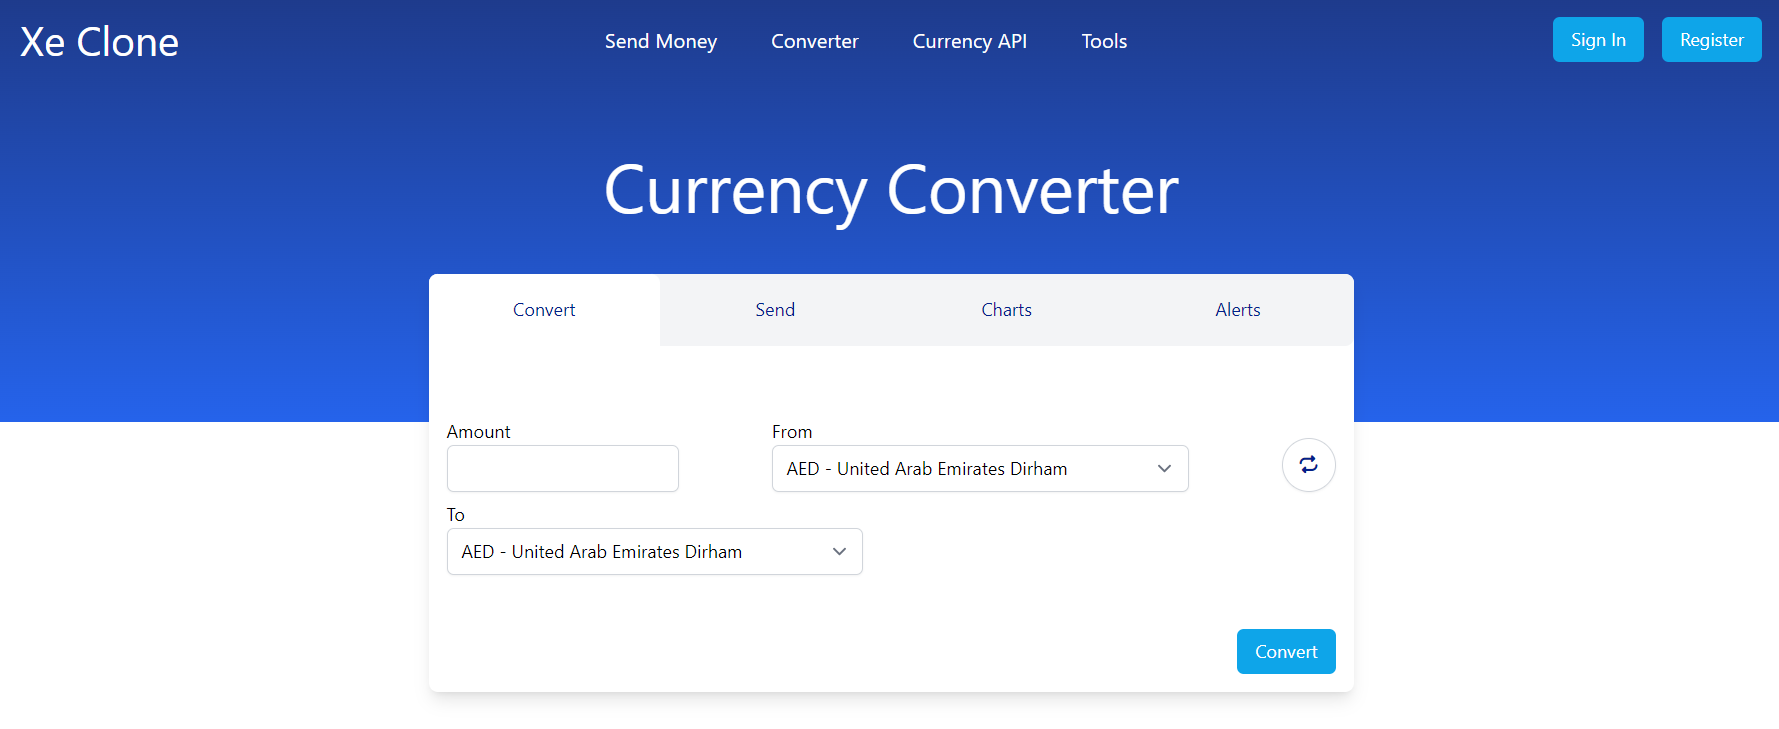 Xe Clone
Send Money Converter Currency API Tools
Sign In Register
Currency Converter
Convert Send Charts Alerts
Amount From
AED - United Arab Emirates Dirham
To
AED - United Arab Emirates Dirham
Convert